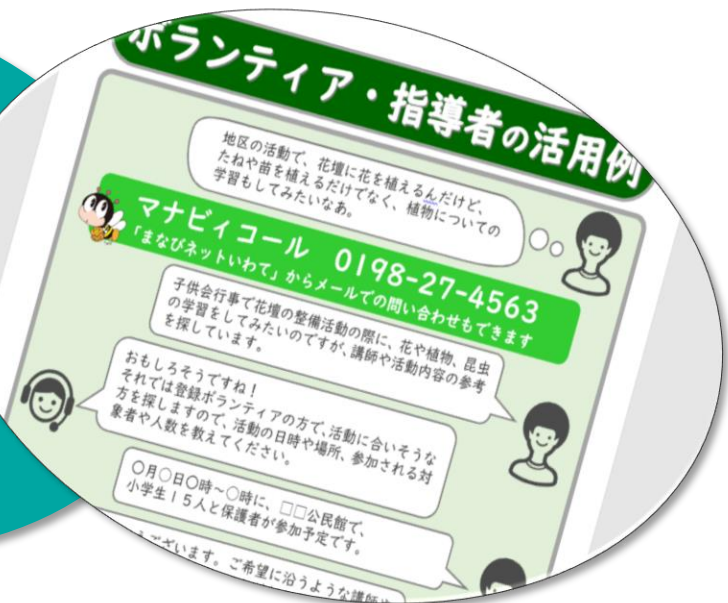 ボランティア・指導者の活用例
地区の活動で、花壇に花を植えるんだけど、
たねや苗を植えるだけでなく、植物についての
学習もしてみたいなあ。
マナビィコール　0198-27-4563
「まなびネットいわて」からメールでの問い合わせもできます
子供会行事で花壇の整備活動の際に、花や植物、昆虫
の学習をしてみたいのですが、講師や活動内容の参考
を探しています。
おもしろそうですね！
それでは登録ボランティアの方で、活動に合いそうな
方を探しますので、活動の日時や場所、参加される対
象者や人数を教えてください。
○月○日○時～○時に、□□公民館で、
小学生１５人と保護者が参加予定です。
うございます。ご希望に沿うような講師や